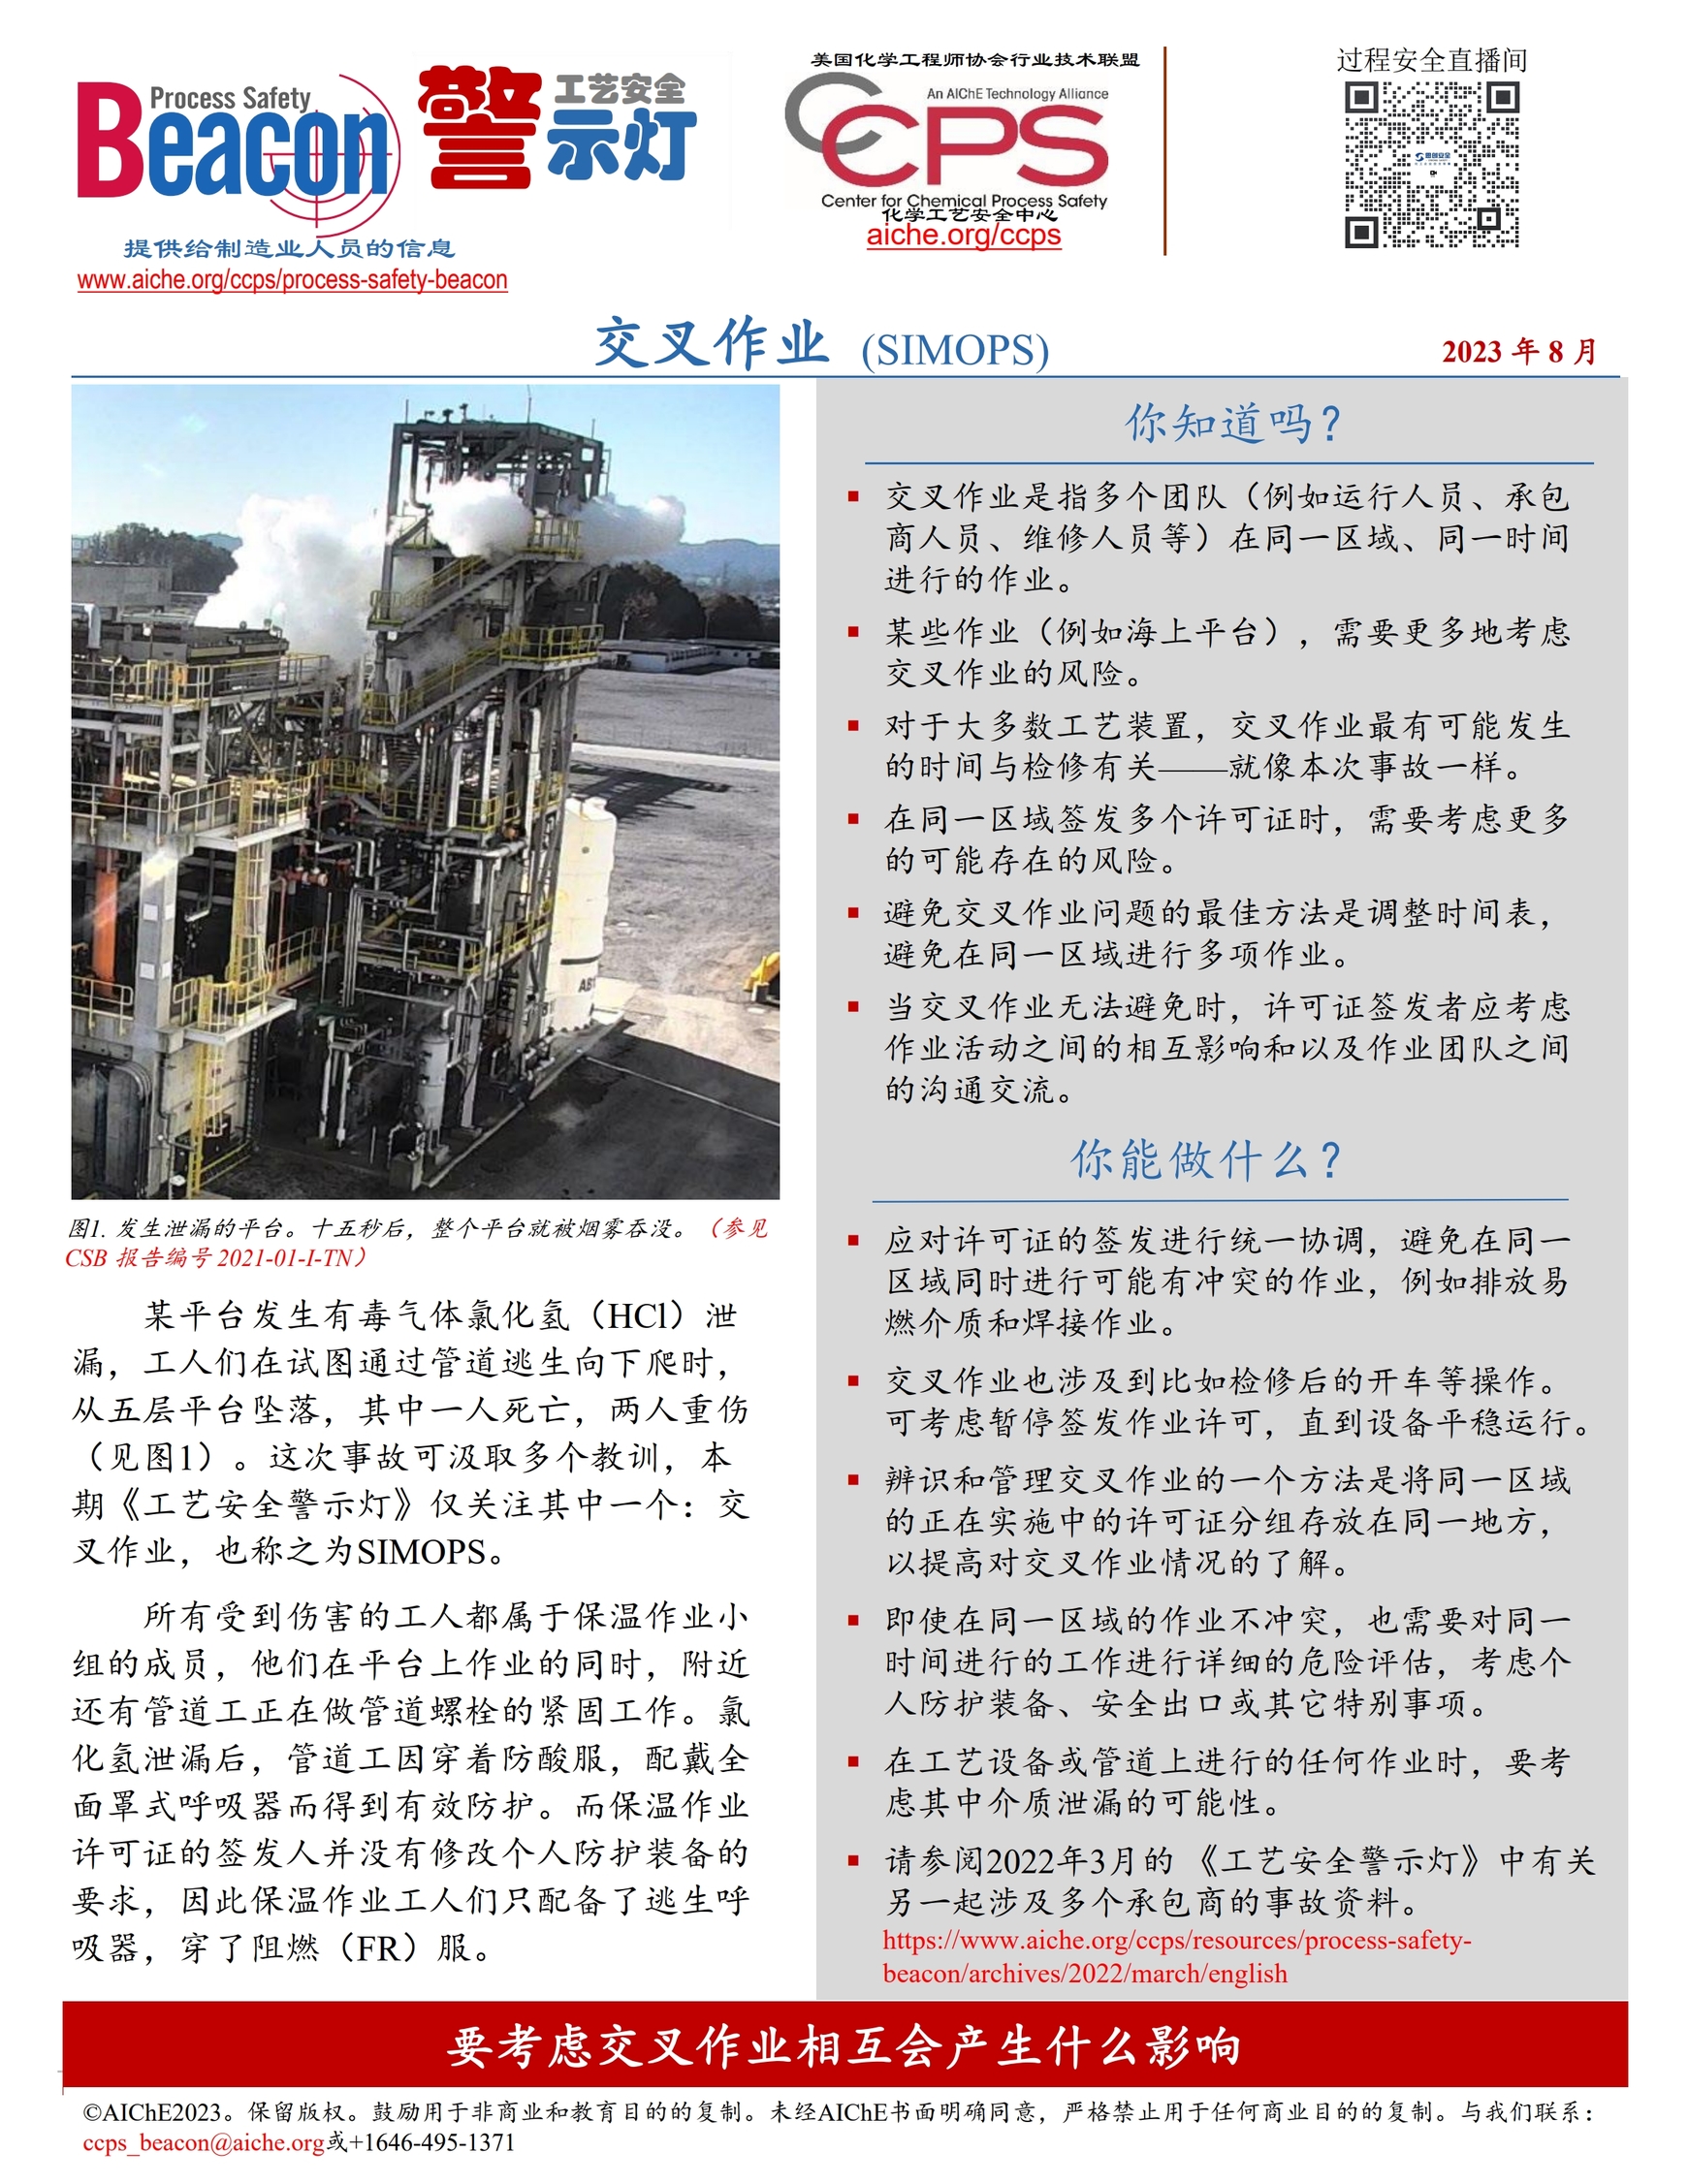 Process Safety
Beacon
警
工艺安全
示灯
提供给制造业人员的信息
www.aiche.org/ccps/process-safety-beacon
美国化学工程师协会行业技术联盟
An AIChE Technology Alliance
CCPS
Center for Chemical Process Safety
化学工艺安全中心
aiche.org/ccps
过程安全直播间
交叉作业 (SIMOPS)
2023 年 8 月
图1. 发生泄漏的平台。十五秒后，整个平台就被烟雾吞没。（参见
CSB 报告编号 2021-01-I-TN）
某平台发生有毒气体氯化氢（HCl）泄
漏，工人们在试图通过管道逃生向下爬时，
从五层平台坠落，其中一人死亡，两人重伤
（见图1）。这次事故可汲取多个教训，本
期《工艺安全警示灯》仅关注其中一个：交
叉作业，也称之为SIMOPS。
所有受到伤害的工人都属于保温作业小
组的成员，他们在平台上作业的同时，附近
还有管道工正在做管道螺栓的紧固工作。氯
化氢泄漏后，管道工因穿着防酸服，配戴全
面罩式呼吸器而得到有效防护。而保温作业
许可证的签发人并没有修改个人防护装备的
要求，因此保温作业工人们只配备了逃生呼
吸器，穿了阻燃（FR）服。
你知道吗？
▪ 交叉作业是指多个团队（例如运行人员、承包
商人员、维修人员等）在同一区域、同一时间
进行的作业。
▪ 某些作业（例如海上平台），需要更多地考虑
交叉作业的风险。
▪ 对于大多数工艺装置，交叉作业最有可能发生
的时间与检修有关——就像本次事故一样。
▪ 在同一区域签发多个许可证时，需要考虑更多
的可能存在的风险。
▪ 避免交叉作业问题的最佳方法是调整时间表，
避免在同一区域进行多项作业。
▪ 当交叉作业无法避免时，许可证签发者应考虑
作业活动之间的相互影响和以及作业团队之间
的沟通交流。
你能做什么？
▪ 应对许可证的签发进行统一协调，避免在同一
区域同时进行可能有冲突的作业，例如排放易
燃介质和焊接作业。
▪ 交叉作业也涉及到比如检修后的开车等操作。
可考虑暂停签发作业许可，直到设备平稳运行。
▪ 辨识和管理交叉作业的一个方法是将同一区域
的正在实施中的许可证分组存放在同一地方，
以提高对交叉作业情况的了解。
▪ 即使在同一区域的作业不冲突，也需要对同一
时间进行的工作进行详细的危险评估，考虑个
人防护装备、安全出口或其它特别事项。
▪ 在工艺设备或管道上进行的任何作业时，要考
虑其中介质泄漏的可能性。
▪ 请参阅2022年3月的 《工艺安全警示灯》中有关
另一起涉及多个承包商的事故资料。
https://www.aiche.org/ccps/resources/process-safety-
beacon/archives/2022/march/english
要考虑交叉作业相互会产生什么影响
©AIChE2023。保留版权。鼓励用于非商业和教育目的的复制。未经AIChE书面明确同意，严格禁止用于任何商业目的的复制。与我们联系：
ccps_beacon@aiche.org或+1646-495-1371